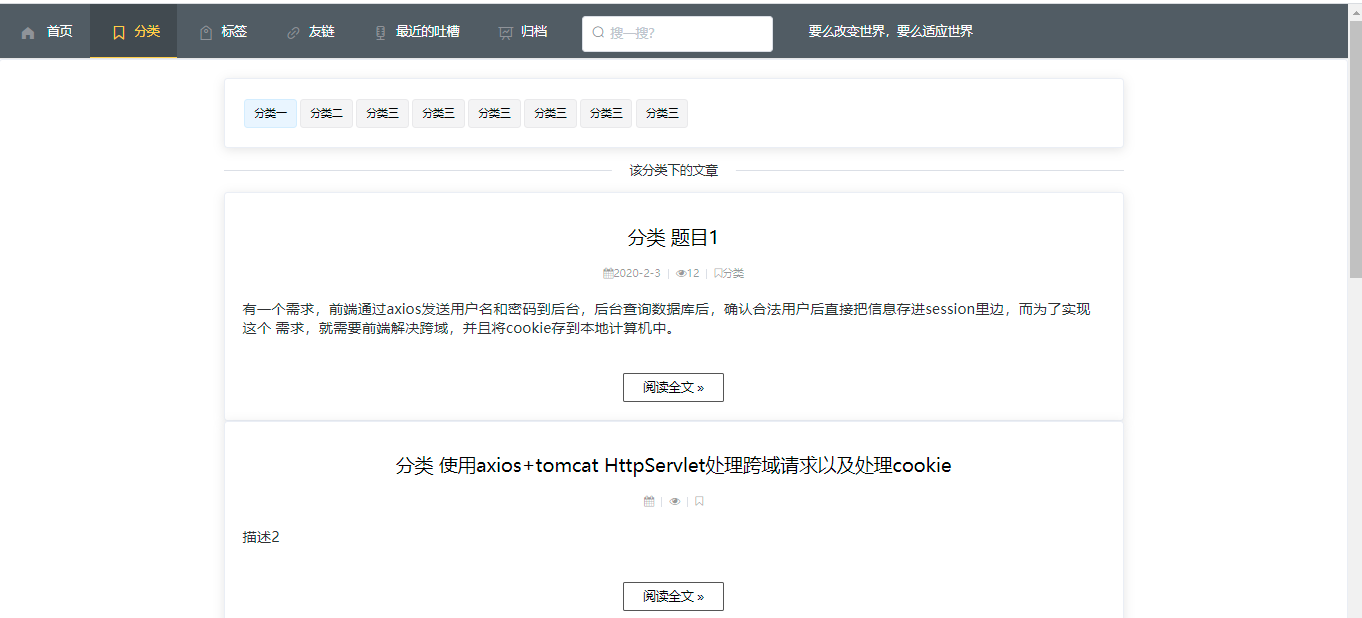 首页 分类 标签 友链 最近的吐槽 归档 搜一搜? 要么改变世界，要么适应世界
分类一 分类二 分类三 分类三 分类三 分类三 分类三 分类三
该分类下的文章
分类 题目1
2020-2-3 | 12 | 分类
有一个需求，前端通过axios发送用户名和密码到后台，后台查询数据库后，确认合法用户后直接把信息存进session里边，而为了实现
这个 需求，就需要前端解决跨域，并且将cookie存到本地计算机中。
阅读全文 »
分类 使用axios+tomcat HttpServlet处理跨域请求以及处理cookie
| |
描述2
阅读全文 »